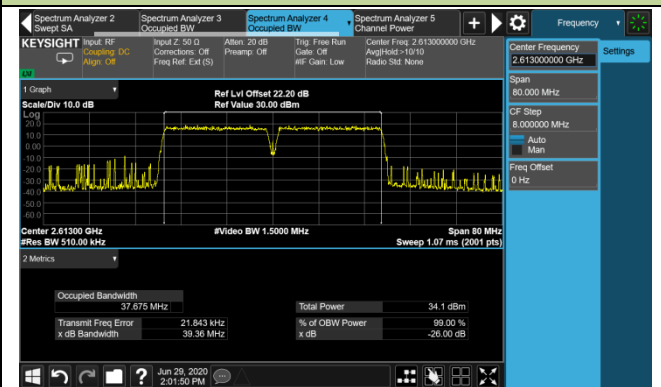 Spectrum Analyzer 2
Swept SA
Spectrum Analyzer 3
Occupied BW
Spectrum Analyzer 4
Occupied BW
Spectrum Analyzer 5
Channel Power
Frequency
KEYSIGHT
Input: RF
Coupling: DC
Align: Off
Input Z: 50 Ω
Corrections: Off
Freq Ref: Ext (S)
Atten: 20 dB
Preamp: Off
Trig: Free Run
Gate: Off
#IF Gain: Low
Center Freq: 2.613000000 GHz
Avg|Hold:>10/10
Radio Std: None
LXI
1 Graph
Scale/Div 10.0 dB
Ref Lvl Offset 22.20 dB
Ref Value 30.00 dBm
Log
20.0
10.0
0.00
-10.0
-20.0
-30.0
-40.0
-50.0
-60.0
Center 2.61300 GHz
#Res BW 510.00 kHz
#Video BW 1.5000 MHz
Span 80 MHz
Sweep 1.07 ms (2001 pts)
2 Metrics
Occupied Bandwidth
37.675 MHz
Total Power
34.1 dBm
Transmit Freq Error
21.843 kHz
% of OBW Power
99.00 %
x dB Bandwidth
39.36 MHz
x dB
-26.00 dB
Jun 29, 2020
2:01:50 PM
Center Frequency
2.613000000 GHz
Settings
Span
80.000 MHz
CF Step
8.000000 MHz
Auto
Man
Freq Offset
0 Hz